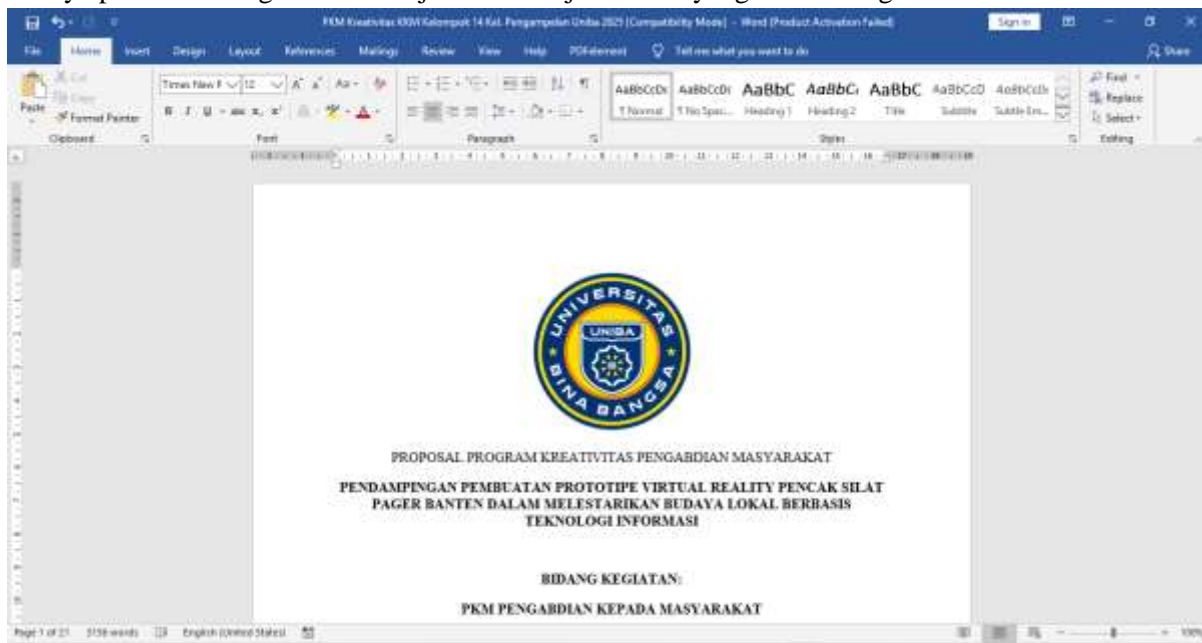 PKM Kreativitas KKM Kelompok 14 Kel. Pengampelan Uniba 2025 [Compatibility Mode] - Word (Product Activation Failed)
Sign in
File Home Insert Design Layout References Mailings Review View Help PDFelement Tell me what you want to do Share
Paste
Cut
Copy
Format Painter
Clipboard
Times New R 12
Font
Paragraph
AaBbCcDc AaBbCcDc AaBbC AaBbCc AaBbC AaBbCcD AaBbCcDc
¶ Normal ¶ No Spac... Heading 1 Heading 2 Title Subtitle Subtle Em...
Styles
Find
Replace
Select
Editing
UNIVERSITAS
UNIBA
BINA BANGSA
PROPOSAL PROGRAM KREATIVITAS PENGABDIAN MASYARAKAT
PENDAMPINGAN PEMBUATAN PROTOTIPE VIRTUAL REALITY PENCAK SILAT
PAGER BANTEN DALAM MELESTARIKAN BUDAYA LOKAL BERBASIS
TEKNOLOGI INFORMASI
BIDANG KEGIATAN:
PKM PENGABDIAN KEPADA MASYARAKAT
Page 1 of 21 5156 words English (United States) 100%